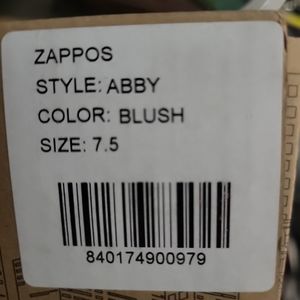 ZAPPOS
STYLE: ABBY
COLOR: BLUSH
SIZE: 7.5
840174900979